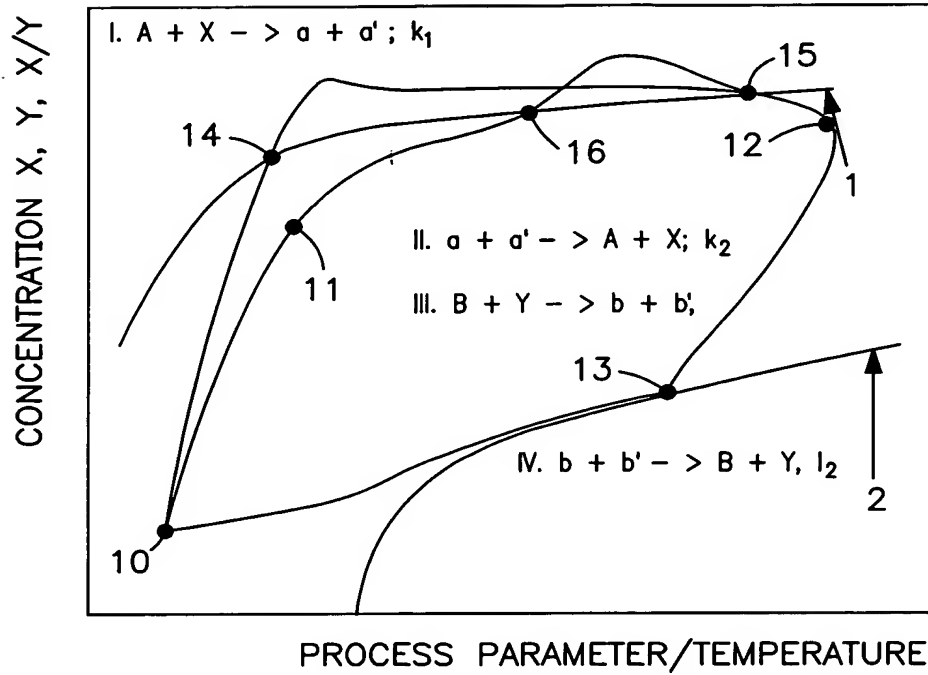 CONCENTRATION X, Y, X/Y
I. A + X - > a + a' ; k₁
15
14
16
12
1
11
II. a + a' - > A + X; k₂
III. B + Y - > b + b',
13
IV. b + b' - > B + Y, l₂
2
10
PROCESS PARAMETER/TEMPERATURE